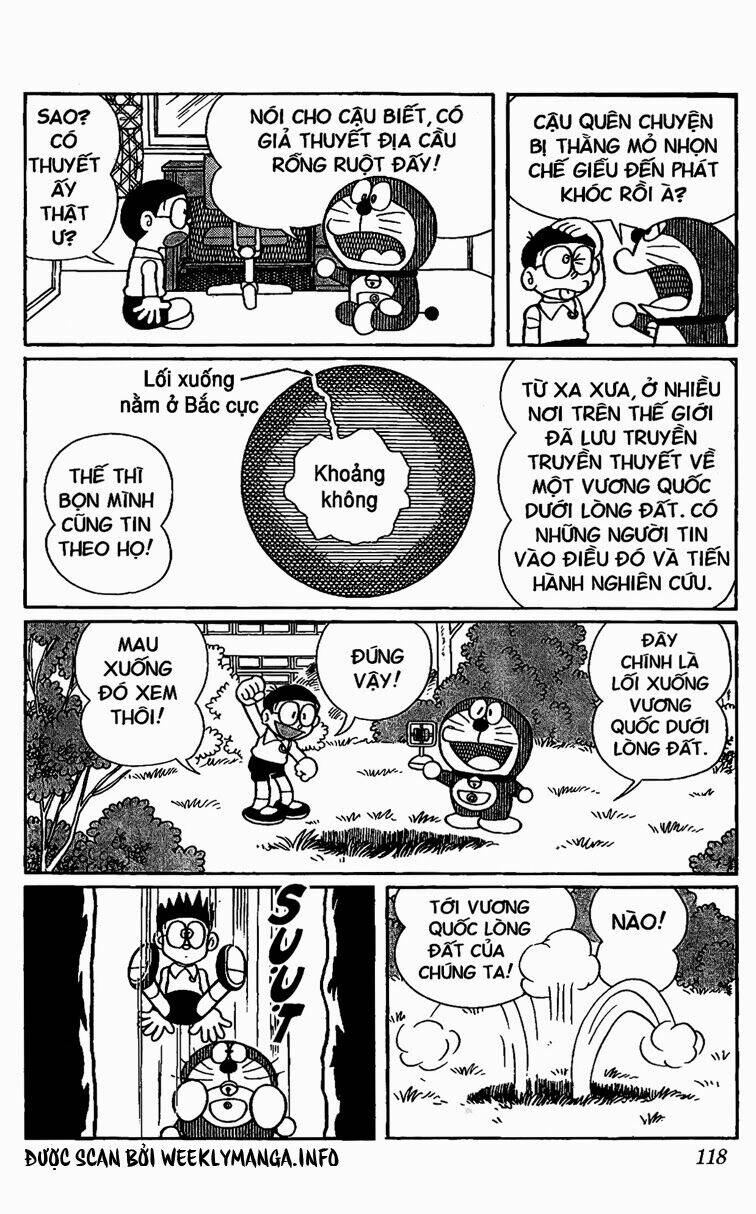 SAO?
CÓ
THUYẾT
ẤY
THẬT
Ư?
NÓI CHO CẬU BIẾT, CÓ
GIẢ THUYẾT ĐỊA CẦU
RỖNG RUỘT ĐẤY!
CẬU QUÊN CHUYỆN
BỊ THẰNG MỎ NHỌN
CHẾ GIỄU ĐẾN PHÁT
KHÓC RỒI À?
Lối xuống
nằm ở Bắc cực
Khoảng
không
THẾ THÌ
BỌN MÌNH
CŨNG TIN
THEO HỌ!
TỪ XA XƯA, Ở NHIỀU
NƠI TRÊN THẾ GIỚI
ĐÃ LƯU TRUYỀN
TRUYỀN THUYẾT VỀ
MỘT VƯƠNG QUỐC
DƯỚI LÒNG ĐẤT. CÓ
NHỮNG NGƯỜI TIN
VÀO ĐIỀU ĐÓ VÀ TIẾN
HÀNH NGHIÊN CỨU.
MAU
XUỐNG
ĐÓ XEM
THÔI!
ĐÚNG
VẬY!
ĐÂY
CHÍNH LÀ
LỐI XUỐNG
VƯƠNG
QUỐC DƯỚI
LÒNG ĐẤT.
SƯỢT
TỚI VƯƠNG
QUỐC LÒNG
ĐẤT CỦA
CHÚNG TA!
NÀO!
ĐƯỢC SCAN BỞI WEEKLYMANGA.INFO
118